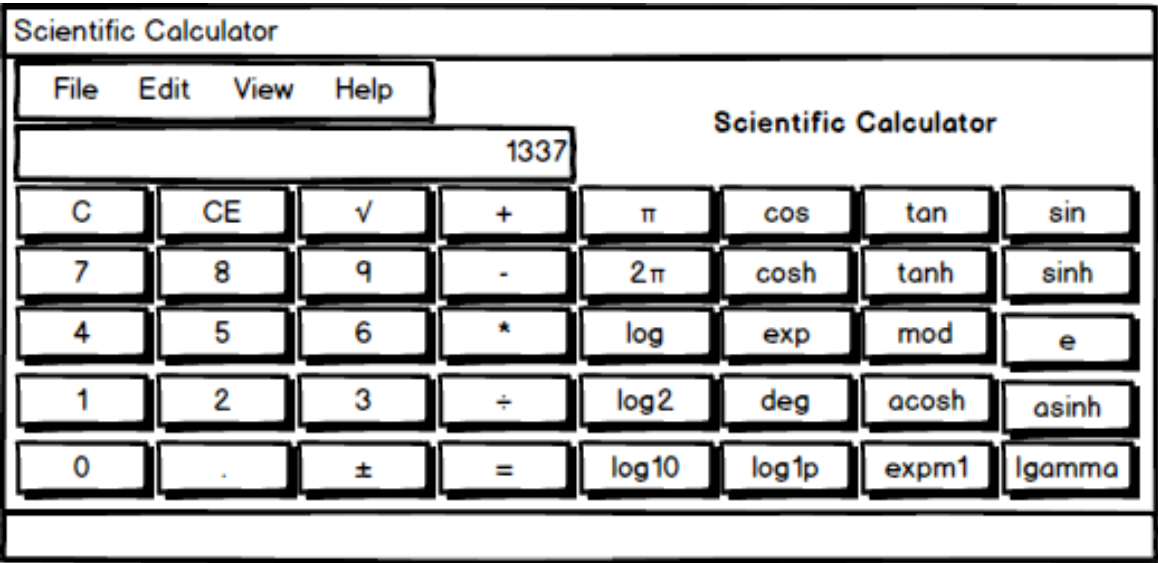 Scientific Calculator
File Edit View Help
Scientific Calculator
1337
C CE √ + π cos tan sin
7 8 9 - 2π cosh tanh sinh
4 5 6 * log exp mod e
1 2 3 ÷ log2 deg acosh asinh
0 . ± = log10 log1p expm1 lgamma